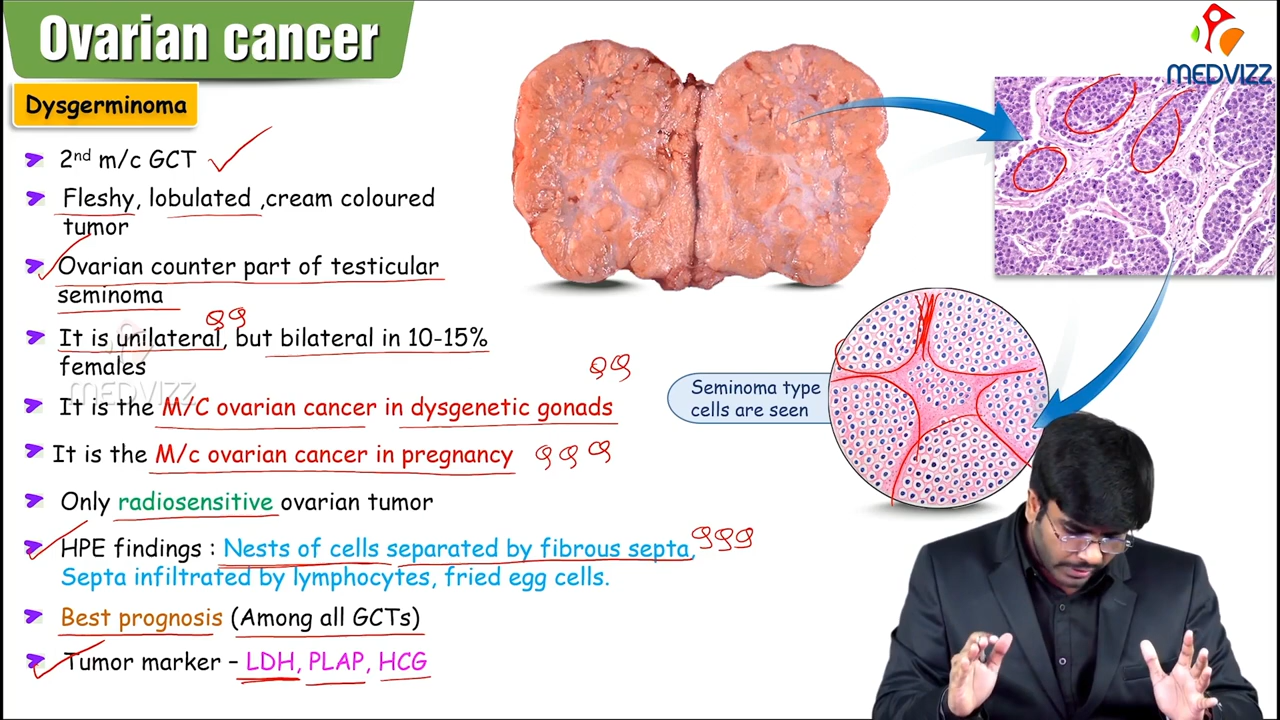 Ovarian cancer
MEDVIZZ
Dysgerminoma
2nd m/c GCT
Fleshy, lobulated ,cream coloured
tumor
Ovarian counter part of testicular
seminoma
It is unilateral, but bilateral in 10-15%
females
MEDVIZZ
It is the M/C ovarian cancer in dysgenetic gonads
It is the M/c ovarian cancer in pregnancy
Only radiosensitive ovarian tumor
HPE findings : Nests of cells separated by fibrous septa,
Septa infiltrated by lymphocytes, fried egg cells.
Best prognosis (Among all GCTs)
Tumor marker – LDH, PLAP, HCG
Seminoma type
cells are seen